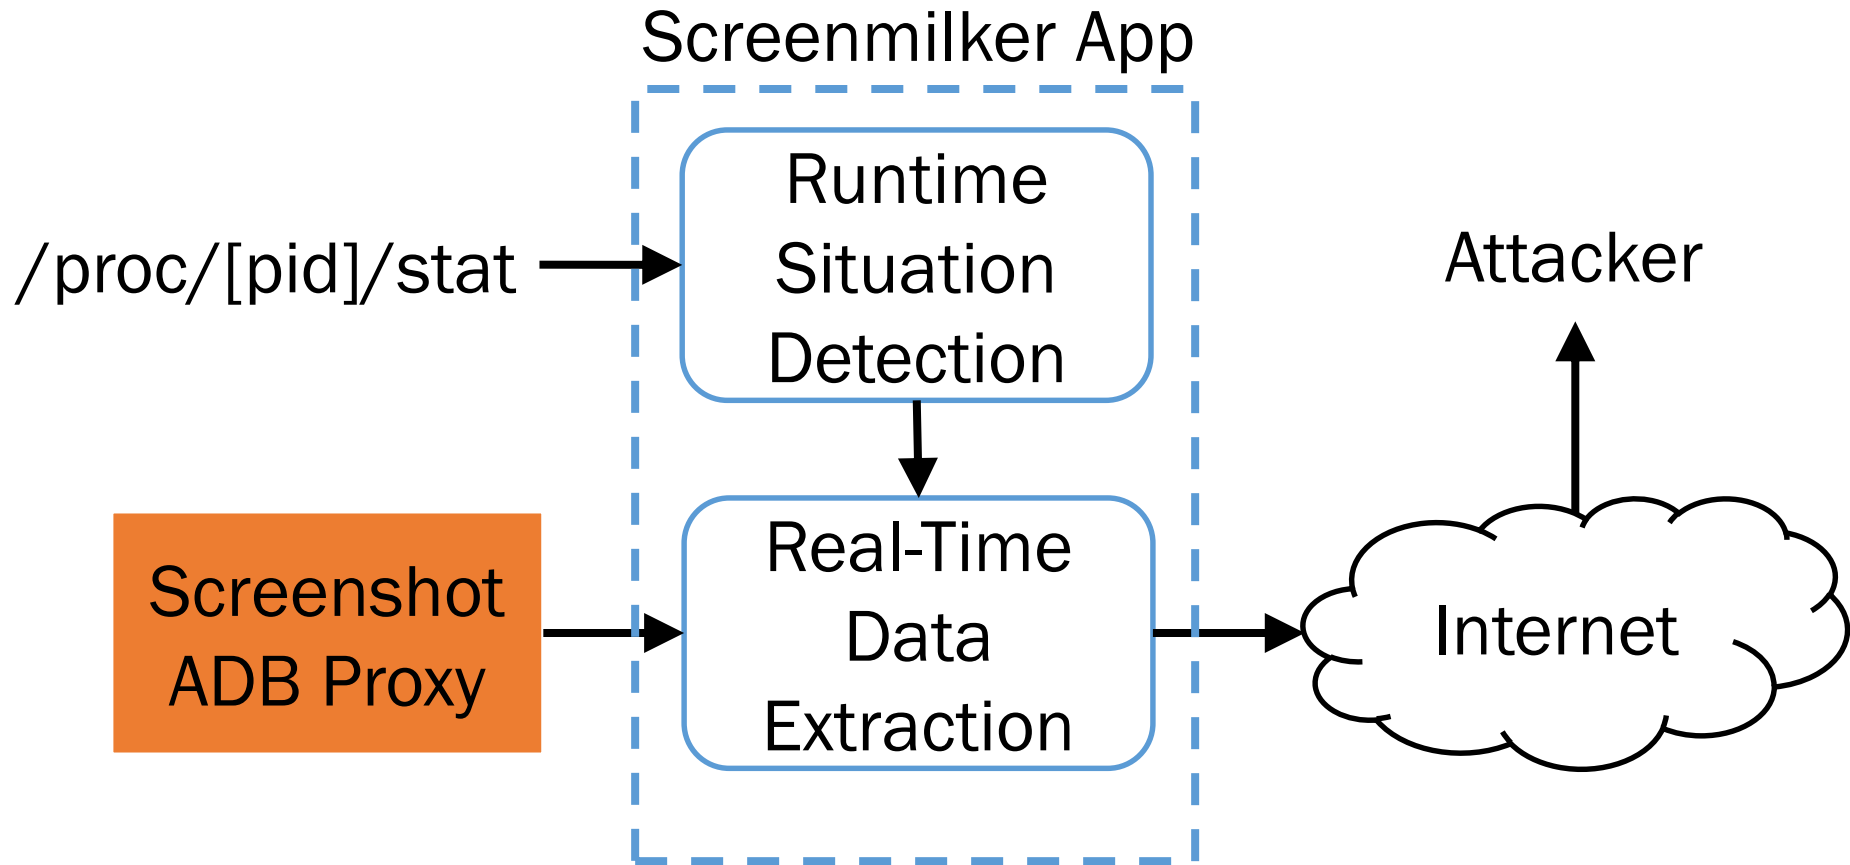 Screenmilker App
Runtime
Situation
Detection
/proc/[pid]/stat
Attacker
Screenshot
ADB Proxy
Real-Time
Data
Extraction
Internet